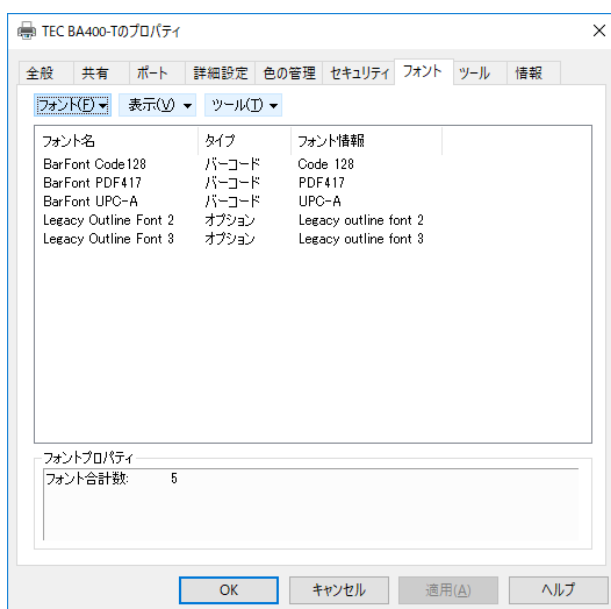 TEC BA400-Tのプロパティ
全般 共有 ポート 詳細設定 色の管理 セキュリティ フォント ツール 情報
フォント(F) 表示(V) ツール(T)
フォント名 タイプ フォント情報
BarFont Code128 バーコード Code 128
BarFont PDF417 バーコード PDF417
BarFont UPC-A バーコード UPC-A
Legacy Outline Font 2 オプション Legacy outline font 2
Legacy Outline Font 3 オプション Legacy outline font 3
フォントプロパティ
フォント合計数: 5
OK キャンセル 適用(A) ヘルプ